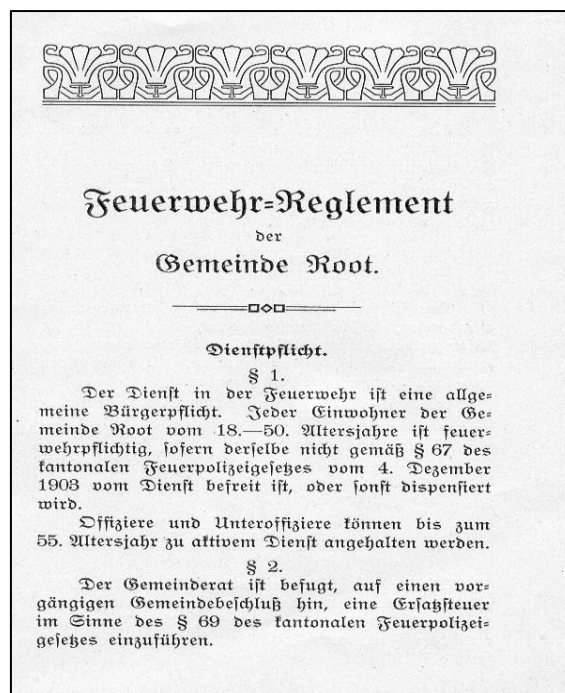 Feuerwehr=Reglement
der
Gemeinde Root.
Dienstpflicht.
§ 1.
Der Dienst in der Feuerwehr ist eine allge=
meine Bürgerpflicht. Jeder Einwohner der Ge=
meinde Root vom 18.—50. Altersjahre ist feuer=
wehrpflichtig, sofern derselbe nicht gemäß § 67 des
kantonalen Feuerpolizeigesetzes vom 4. Dezember
1903 vom Dienst befreit ist, oder sonst dispensiert
wird.
Offiziere und Unteroffiziere können bis zum
55. Altersjahr zu aktivem Dienst angehalten werden.
§ 2.
Der Gemeinderat ist befugt, auf einen vor=
gängigen Gemeindebeschluß hin, eine Ersatzsteuer
im Sinne des § 69 des kantonalen Feuerpolizei=
gesetzes einzuführen.